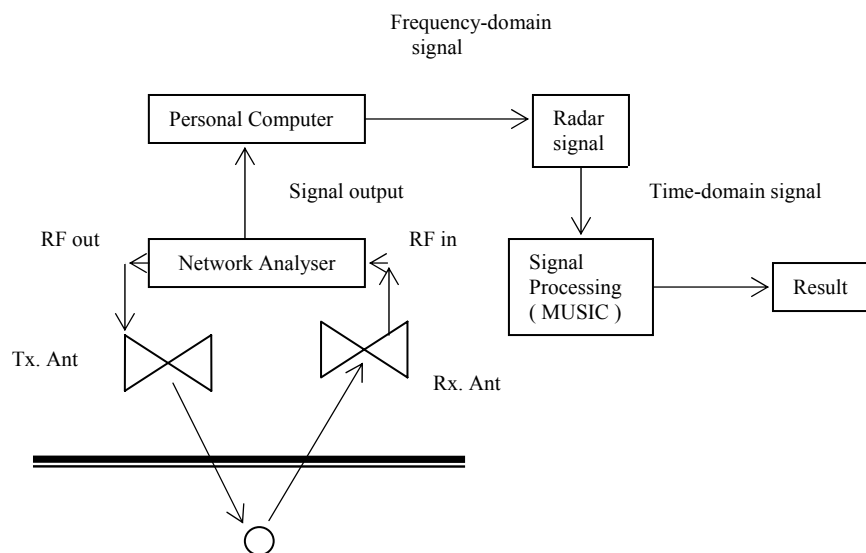 Frequency-domain
signal
Personal Computer
Radar
signal
Signal output
Time-domain signal
RF out
RF in
Network Analyser
Signal
Processing
( MUSIC )
Result
Tx. Ant
Rx. Ant